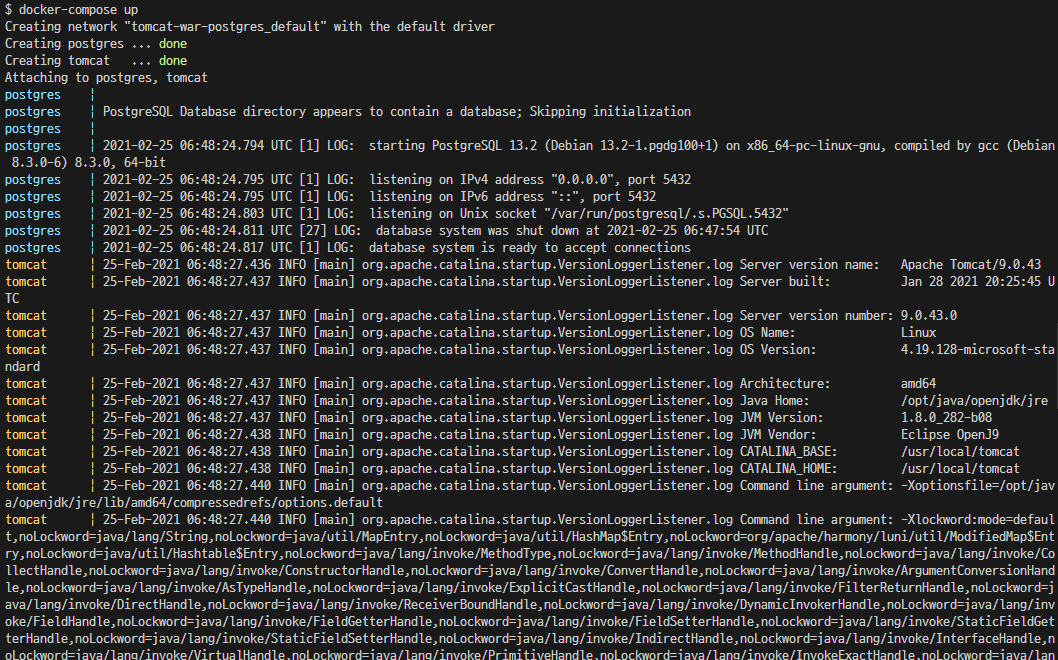 $ docker-compose up
Creating network "tomcat-war-postgres_default" with the default driver
Creating postgres ... done
Creating tomcat   ... done
Attaching to postgres, tomcat
postgres    |
postgres    | PostgreSQL Database directory appears to contain a database; Skipping initialization
postgres    |
postgres    | 2021-02-25 06:48:24.794 UTC [1] LOG:  starting PostgreSQL 13.2 (Debian 13.2-1.pgdg100+1) on x86_64-pc-linux-gnu, compiled by gcc (Debian
 8.3.0-6) 8.3.0, 64-bit
postgres    | 2021-02-25 06:48:24.795 UTC [1] LOG:  listening on IPv4 address "0.0.0.0", port 5432
postgres    | 2021-02-25 06:48:24.795 UTC [1] LOG:  listening on IPv6 address "::", port 5432
postgres    | 2021-02-25 06:48:24.803 UTC [1] LOG:  listening on Unix socket "/var/run/postgresql/.s.PGSQL.5432"
postgres    | 2021-02-25 06:48:24.811 UTC [27] LOG:  database system was shut down at 2021-02-25 06:47:54 UTC
postgres    | 2021-02-25 06:48:24.817 UTC [1] LOG:  database system is ready to accept connections
tomcat      | 25-Feb-2021 06:48:27.436 INFO [main] org.apache.catalina.startup.VersionLoggerListener.log Server version name:   Apache Tomcat/9.0.43
tomcat      | 25-Feb-2021 06:48:27.437 INFO [main] org.apache.catalina.startup.VersionLoggerListener.log Server built:          Jan 28 2021 20:25:45 U
TC
tomcat      | 25-Feb-2021 06:48:27.437 INFO [main] org.apache.catalina.startup.VersionLoggerListener.log Server version number: 9.0.43.0
tomcat      | 25-Feb-2021 06:48:27.437 INFO [main] org.apache.catalina.startup.VersionLoggerListener.log OS Name:               Linux
tomcat      | 25-Feb-2021 06:48:27.437 INFO [main] org.apache.catalina.startup.VersionLoggerListener.log OS Version:            4.19.128-microsoft-sta
ndard
tomcat      | 25-Feb-2021 06:48:27.437 INFO [main] org.apache.catalina.startup.VersionLoggerListener.log Architecture:          amd64
tomcat      | 25-Feb-2021 06:48:27.437 INFO [main] org.apache.catalina.startup.VersionLoggerListener.log Java Home:             /opt/java/openjdk/jre
tomcat      | 25-Feb-2021 06:48:27.437 INFO [main] org.apache.catalina.startup.VersionLoggerListener.log JVM Version:           1.8.0_282-b08
tomcat      | 25-Feb-2021 06:48:27.438 INFO [main] org.apache.catalina.startup.VersionLoggerListener.log JVM Vendor:            Eclipse OpenJ9
tomcat      | 25-Feb-2021 06:48:27.438 INFO [main] org.apache.catalina.startup.VersionLoggerListener.log CATALINA_BASE:         /usr/local/tomcat
tomcat      | 25-Feb-2021 06:48:27.438 INFO [main] org.apache.catalina.startup.VersionLoggerListener.log CATALINA_HOME:         /usr/local/tomcat
tomcat      | 25-Feb-2021 06:48:27.440 INFO [main] org.apache.catalina.startup.VersionLoggerListener.log Command line argument: -Xoptionsfile=/opt/jav
a/openjdk/jre/lib/amd64/compressedrefs/options.default
tomcat      | 25-Feb-2021 06:48:27.440 INFO [main] org.apache.catalina.startup.VersionLoggerListener.log Command line argument: -Xlockword:mode=defaul
t,noLockword=java/lang/String,noLockword=java/util/MapEntry,noLockword=java/util/HashMap$Entry,noLockword=org/apache/harmony/luni/util/ModifiedMap$Ent
ry,noLockword=java/util/Hashtable$Entry,noLockword=java/lang/invoke/MethodType,noLockword=java/lang/invoke/MethodHandle,noLockword=java/lang/invoke/Co
llectHandle,noLockword=java/lang/invoke/ConstructorHandle,noLockword=java/lang/invoke/ConvertHandle,noLockword=java/lang/invoke/ArgumentConversionHand
le,noLockword=java/lang/invoke/AsTypeHandle,noLockword=java/lang/invoke/ExplicitCastHandle,noLockword=java/lang/invoke/FilterReturnHandle,noLockword=j
ava/lang/invoke/DirectHandle,noLockword=java/lang/invoke/ReceiverBoundHandle,noLockword=java/lang/invoke/DynamicInvokerHandle,noLockword=java/lang/inv
oke/FieldHandle,noLockword=java/lang/invoke/FieldGetterHandle,noLockword=java/lang/invoke/FieldSetterHandle,noLockword=java/lang/invoke/StaticFieldGet
terHandle,noLockword=java/lang/invoke/StaticFieldSetterHandle,noLockword=java/lang/invoke/IndirectHandle,noLockword=java/lang/invoke/InterfaceHandle,n
oLockword=java/lang/invoke/VirtualHandle,noLockword=java/lang/invoke/PrimitiveHandle,noLockword=java/lang/invoke/InvokeExactHandle,noLockword=java/lan